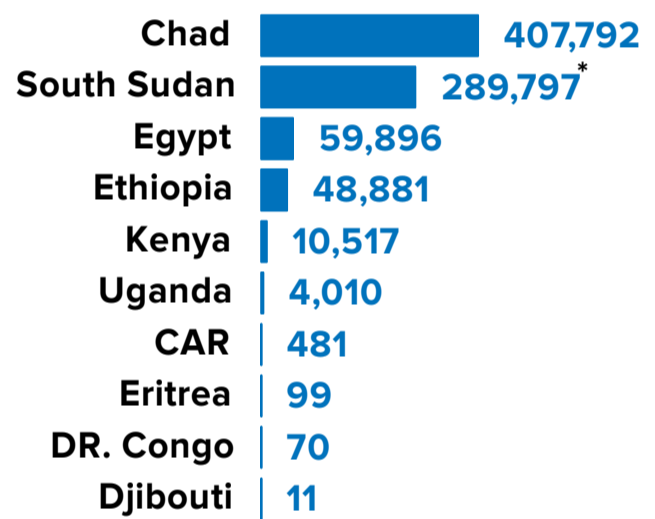 Chad 407,792
South Sudan 289,797*
Egypt 59,896
Ethiopia 48,881
Kenya 10,517
Uganda 4,010
CAR 481
Eritrea 99
DR. Congo 70
Djibouti 11